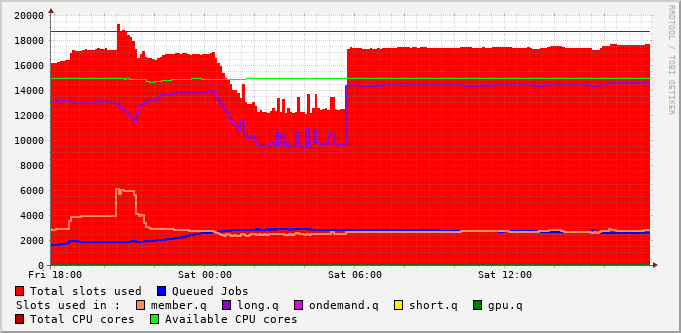 20000
18000
16000
14000
12000
10000
8000
6000
4000
2000
0
Fri 18:00 Sat 00:00 Sat 06:00 Sat 12:00
Total slots used Queued Jobs
Slots used in : member.q long.q ondemand.q short.q gpu.q
Total CPU cores Available CPU cores
RRDTOOL / TOBI OETIKER